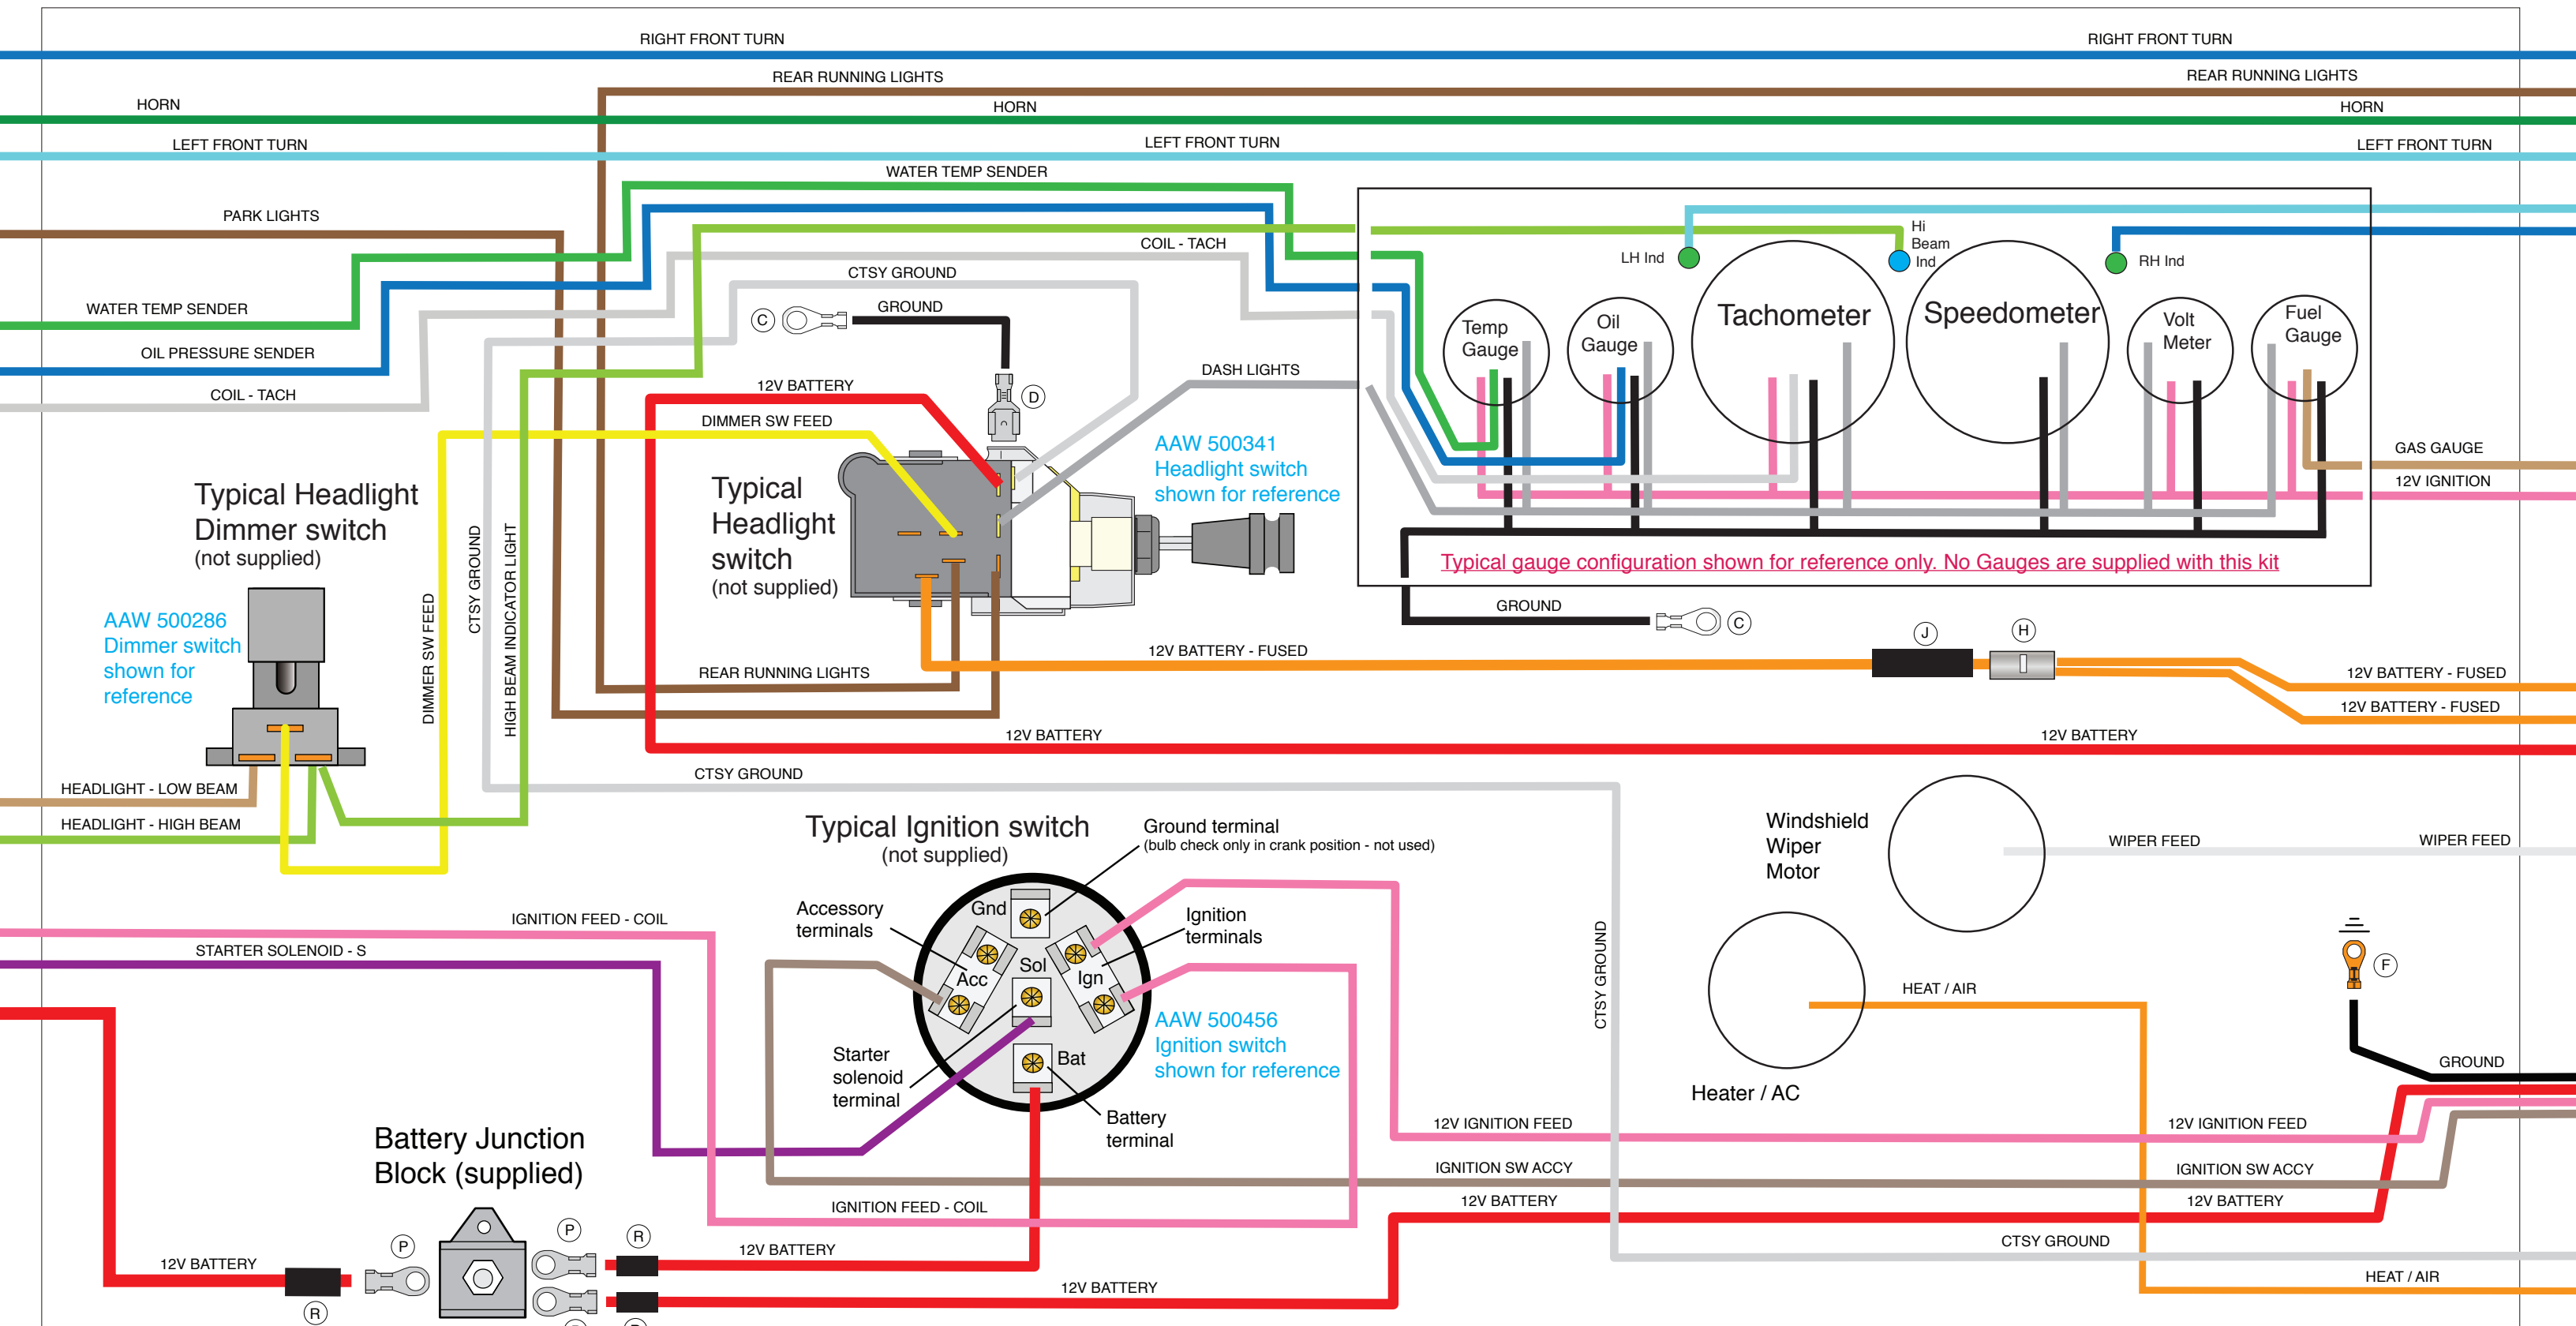 RIGHT FRONT TURN
RIGHT FRONT TURN
REAR RUNNING LIGHTS
REAR RUNNING LIGHTS
HORN
HORN
HORN
LEFT FRONT TURN
LEFT FRONT TURN
LEFT FRONT TURN
WATER TEMP SENDER
PARK LIGHTS
COIL - TACH
CTSY GROUND
C
GROUND
WATER TEMP SENDER
OIL PRESSURE SENDER
COIL - TACH
12V BATTERY
DIMMER SW FEED
D
DASH LIGHTS
LH Ind
Hi
Beam
Ind
RH Ind
Temp
Gauge
Oil
Gauge
Tachometer
Speedometer
Volt
Meter
Fuel
Gauge
GAS GAUGE
12V IGNITION
Typical gauge configuration shown for reference only. No Gauges are supplied with this kit
GROUND
C
Typical Headlight
Dimmer switch
(not supplied)
AAW 500286
Dimmer switch
shown for
reference
DIMMER SW FEED
CTSY GROUND
HIGH BEAM INDICATOR LIGHT
Typical
Headlight
switch
(not supplied)
AAW 500341
Headlight switch
shown for reference
REAR RUNNING LIGHTS
12V BATTERY - FUSED
J
H
12V BATTERY - FUSED
12V BATTERY - FUSED
12V BATTERY
12V BATTERY
HEADLIGHT - LOW BEAM
HEADLIGHT - HIGH BEAM
CTSY GROUND
Typical Ignition switch
(not supplied)
Ground terminal
(bulb check only in crank position - not used)
Accessory
terminals
Gnd
Ignition
terminals
Sol
Acc
Ign
Bat
Starter
solenoid
terminal
Battery
terminal
AAW 500456
Ignition switch
shown for reference
IGNITION FEED - COIL
STARTER SOLENOID - S
CTSY GROUND
Windshield
Wiper
Motor
WIPER FEED
WIPER FEED
HEAT / AIR
Heater / AC
F
GROUND
12V IGNITION FEED
12V IGNITION FEED
IGNITION SW ACCY
IGNITION SW ACCY
12V BATTERY
12V BATTERY
CTSY GROUND
HEAT / AIR
Battery Junction
Block (supplied)
IGNITION FEED - COIL
12V BATTERY
R
P
P
R
12V BATTERY
12V BATTERY